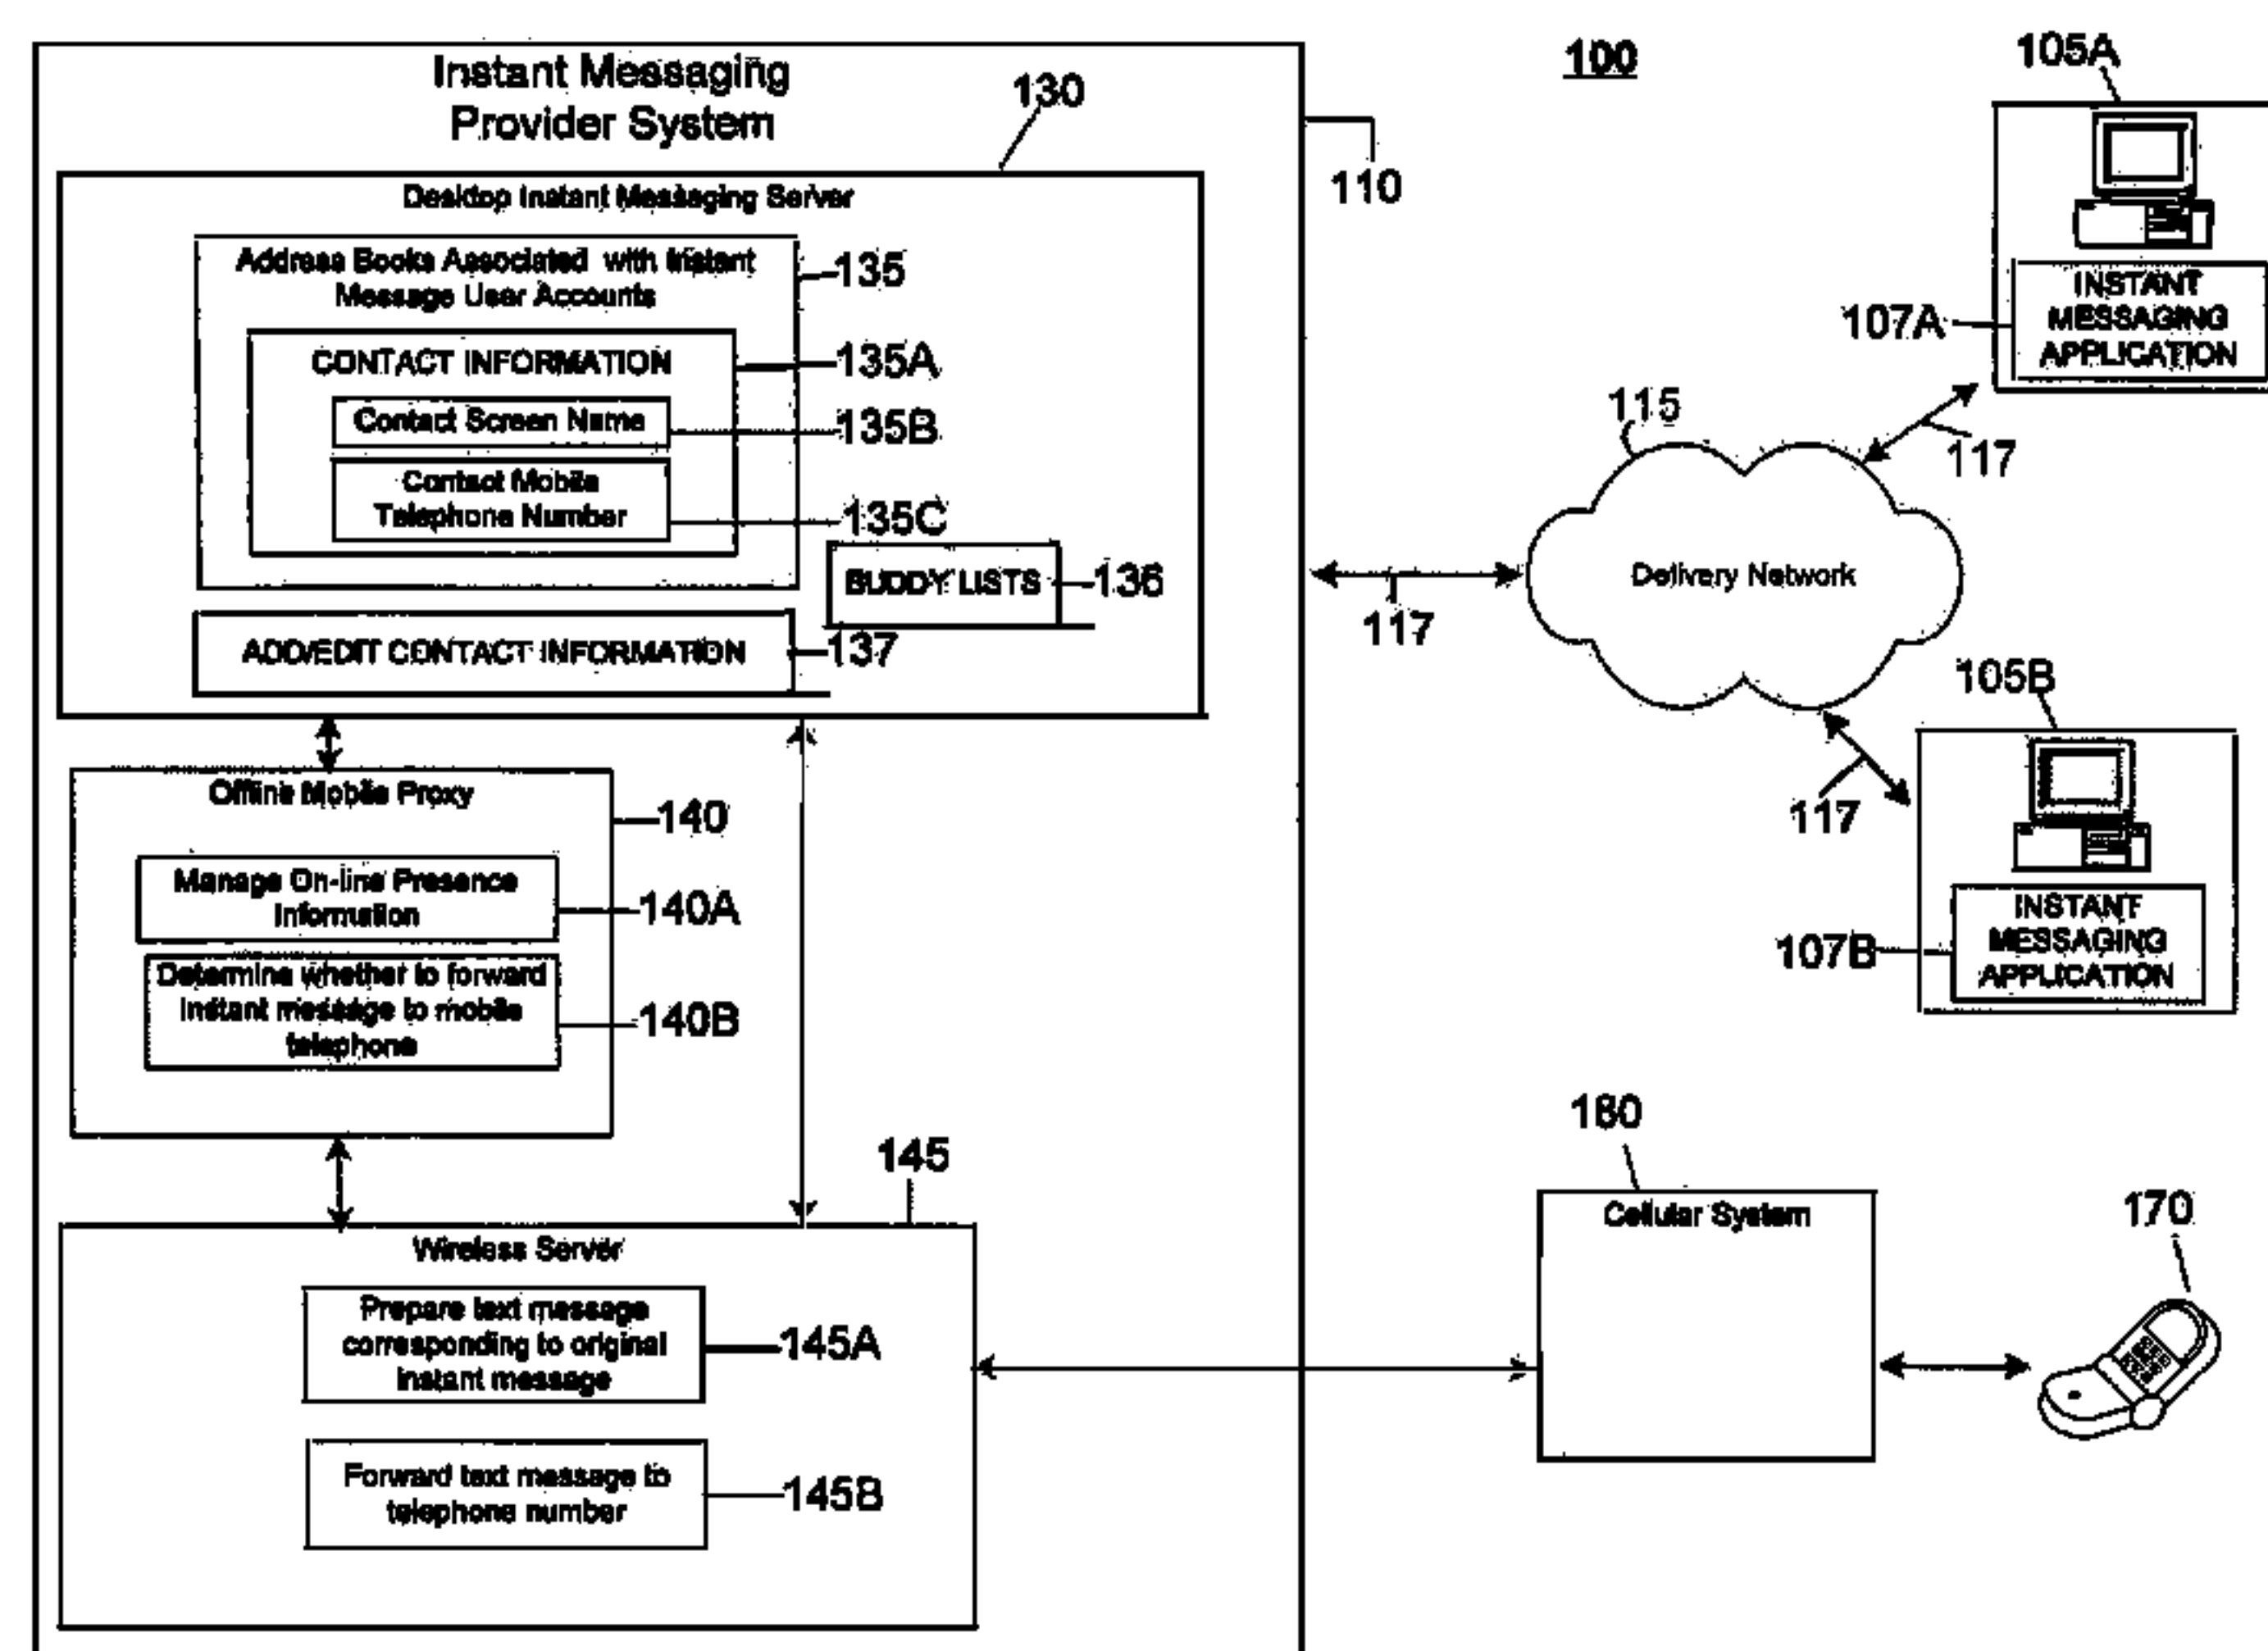 Instant Messaging
Provider System
130
110
Desktop Instant Messaging Server
Address Books Associated with Instant
Message User Accounts
135
CONTACT INFORMATION
135A
Contact Screen Name
135B
Contact Mobile
Telephone Number
135C
BUDDY LISTS
136
ADD/EDIT CONTACT INFORMATION
137
Offline Mobile Proxy
140
Manage On-line Presence
Information
140A
Determine whether to forward
instant message to mobile
telephone
140B
145
Wireless Server
Prepare text message
corresponding to original
instant message
145A
Forward text message to
telephone number
145B
100
105A
INSTANT
MESSAGING
APPLICATION
107A
115
117
Delivery Network
117
105B
117
INSTANT
MESSAGING
APPLICATION
107B
160
Cellular System
170